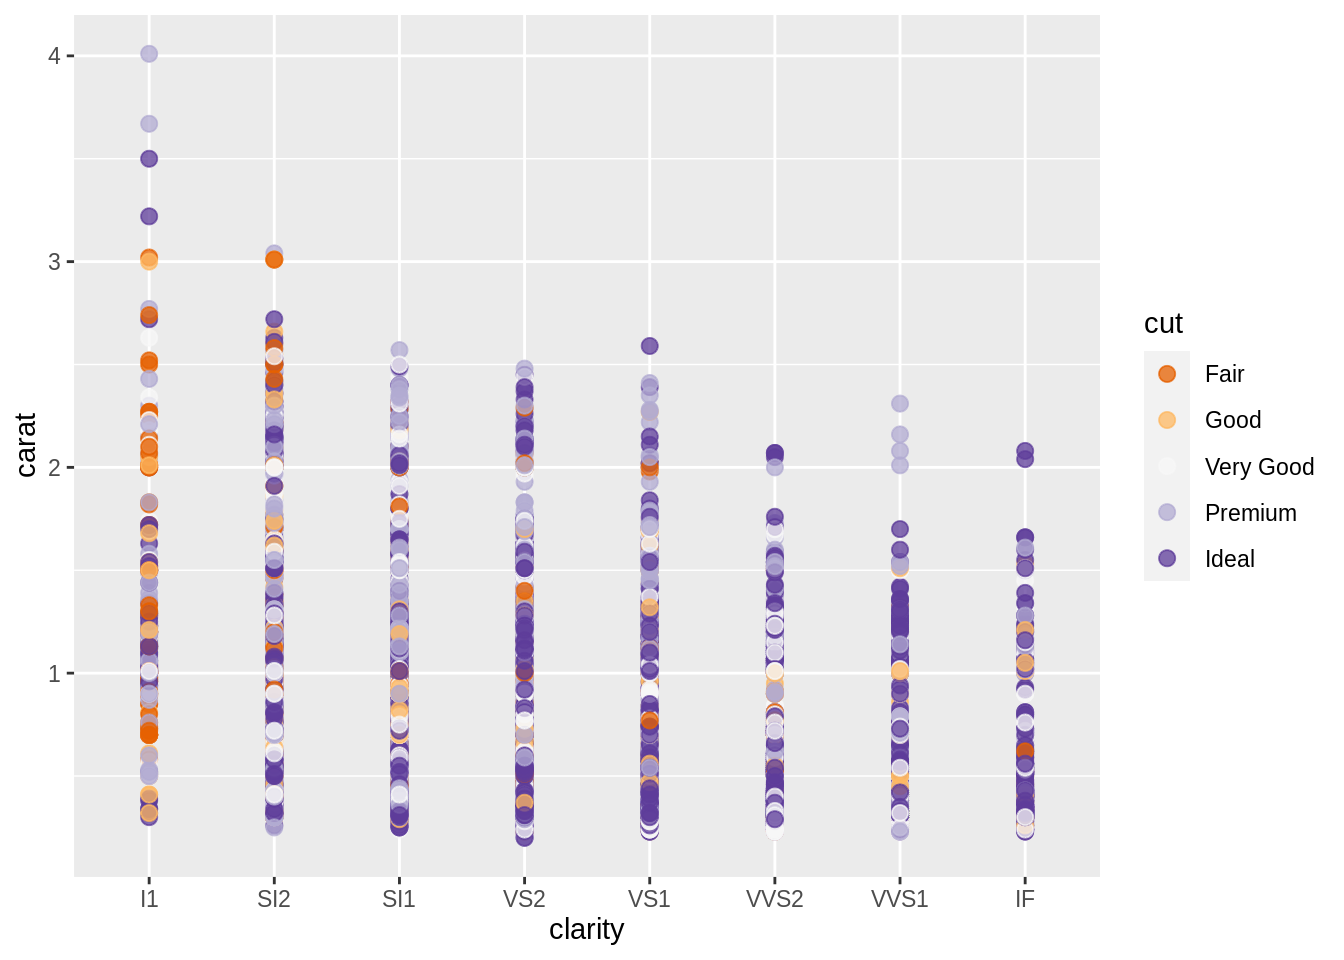 4
3
2
1
carat
I1 SI2 SI1 VS2 VS1 VVS2 VVS1 IF
clarity
cut
Fair
Good
Very Good
Premium
Ideal